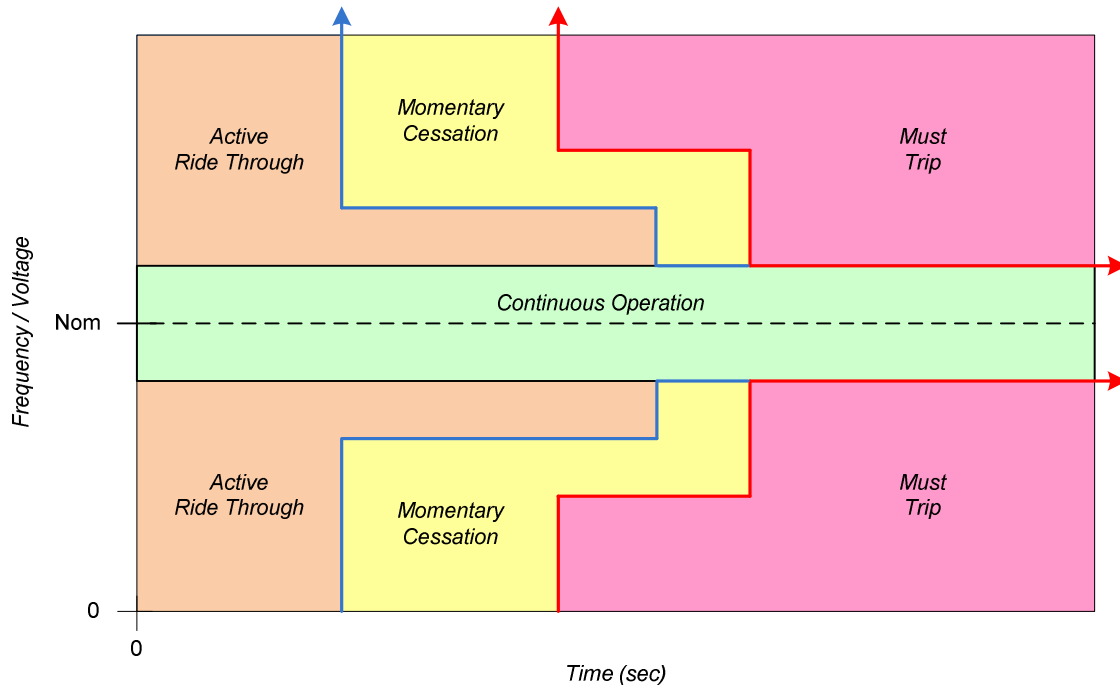 Momentary
Cessation
Active
Ride Through
Must
Trip
Continuous Operation
Nom
Frequency / Voltage
Active
Ride Through
Momentary
Cessation
Must
Trip
0
0
Time (sec)